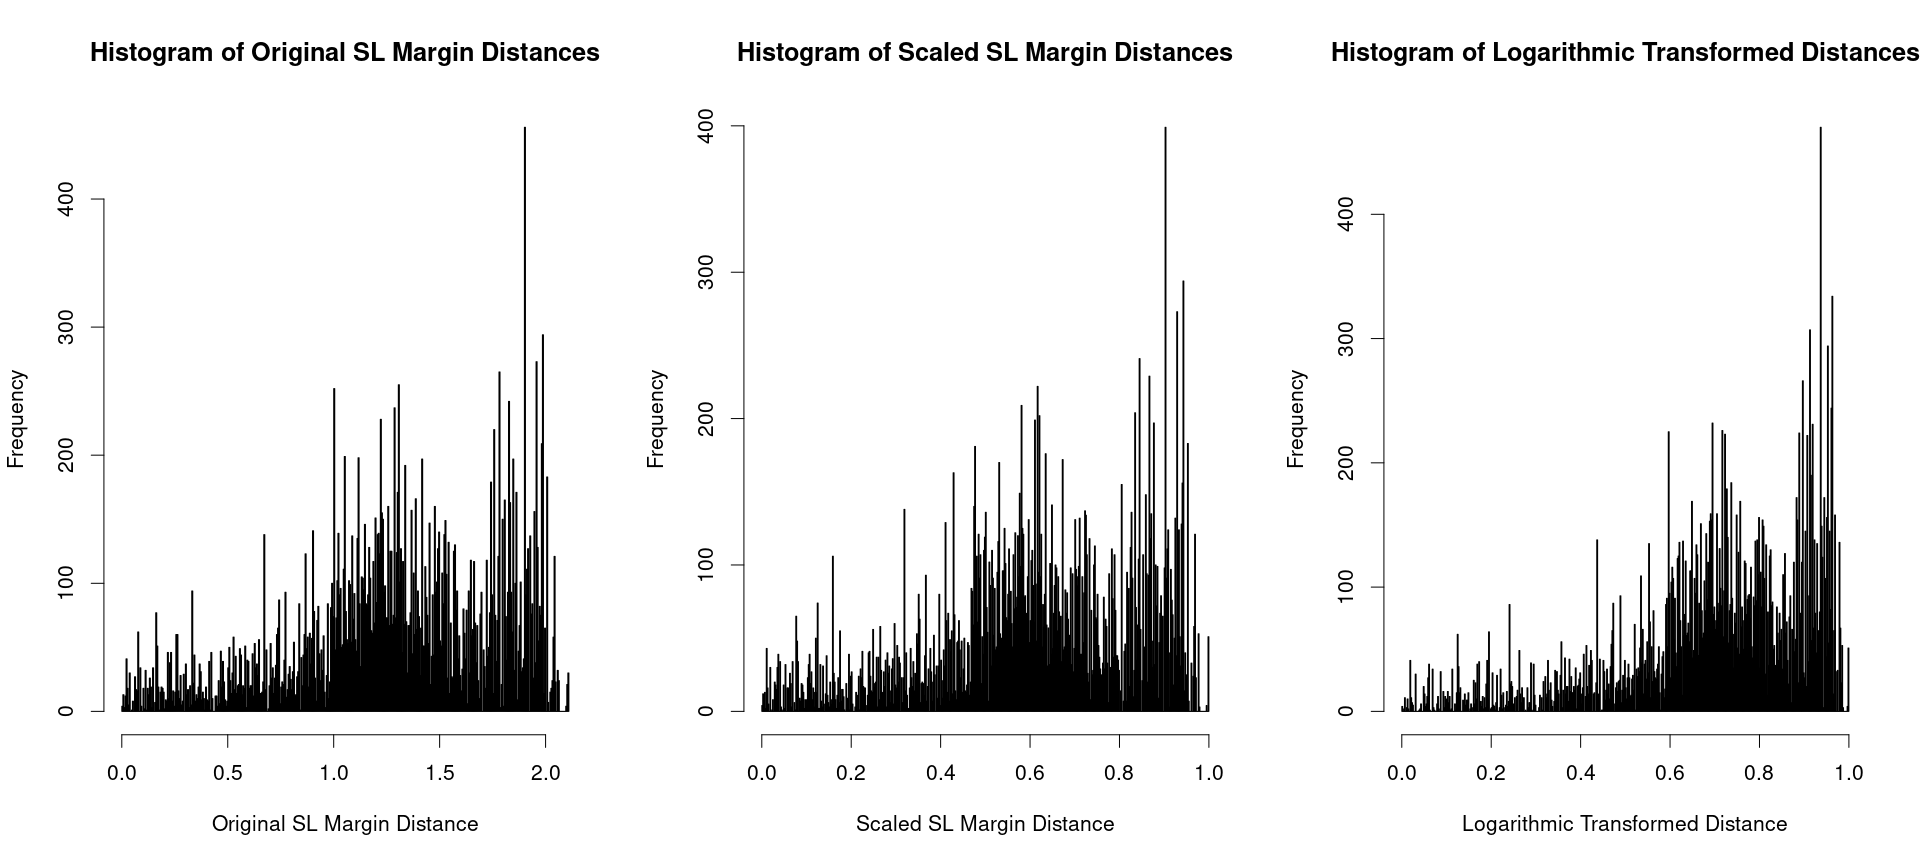 Histogram of Original SL Margin Distances
Frequency
400
300
200
100
0
0.0 0.5 1.0 1.5 2.0
Original SL Margin Distance
Histogram of Scaled SL Margin Distances
Frequency
400
300
200
100
0
0.0 0.2 0.4 0.6 0.8 1.0
Scaled SL Margin Distance
Histogram of Logarithmic Transformed Distances
Frequency
400
300
200
100
0
0.0 0.2 0.4 0.6 0.8 1.0
Logarithmic Transformed Distance